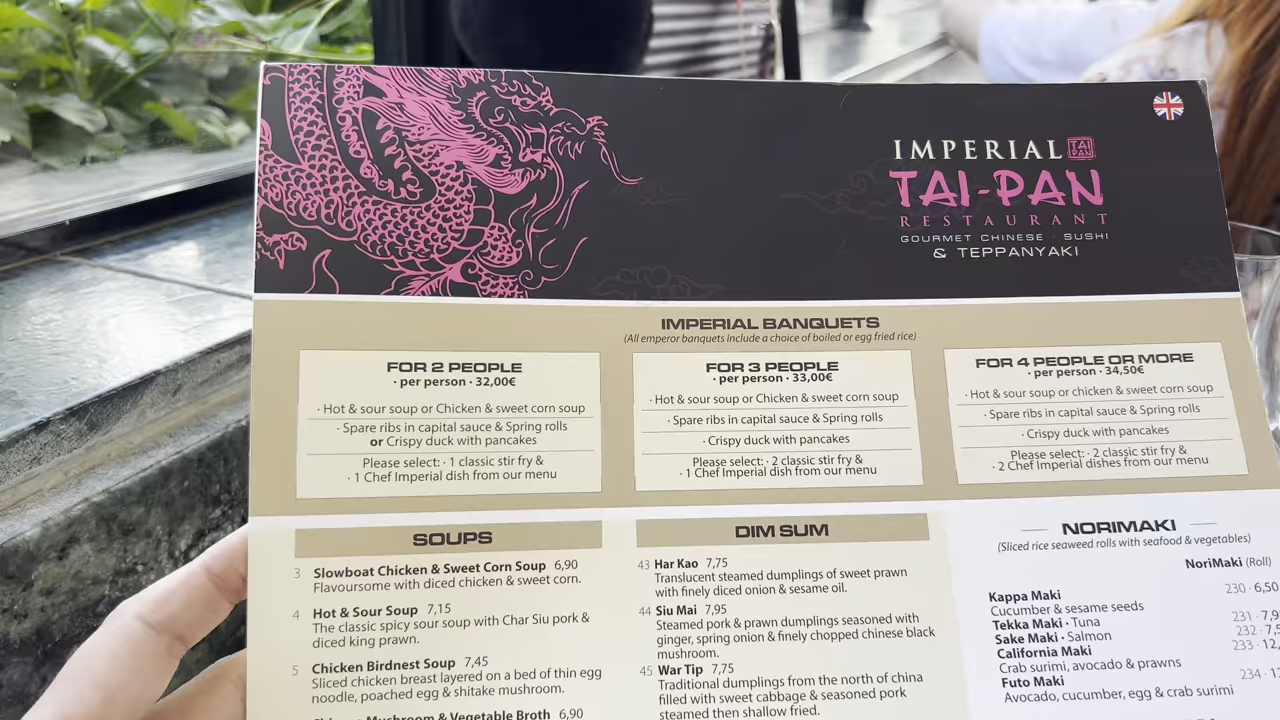 IMPERIAL TAI PAN
TAI-PAN
RESTAURANT
GOURMET CHINESE · SUSHI
& TEPPANYAKI
IMPERIAL BANQUETS
(All emperor banquets include a choice of boiled or egg fried rice)
FOR 2 PEOPLE
· per person · 32,00€
· Hot & sour soup or Chicken & sweet corn soup
· Spare ribs in capital sauce & Spring rolls
or Crispy duck with pancakes
Please select: · 1 classic stir fry &
· 1 Chef Imperial dish from our menu
FOR 3 PEOPLE
· per person · 33,00€
· Hot & sour soup or Chicken & sweet corn soup
· Spare ribs in capital sauce & Spring rolls
· Crispy duck with pancakes
Please select: · 2 classic stir fry &
· 1 Chef Imperial dish from our menu
FOR 4 PEOPLE OR MORE
· per person · 34,50€
· Hot & sour soup or Chicken & sweet corn soup
· Spare ribs in capital sauce & Spring rolls
· Crispy duck with pancakes
Please select: · 2 classic stir fry &
· 2 Chef Imperial dishes from our menu
SOUPS
3 Slowboat Chicken & Sweet Corn Soup 6,90
Flavoursome with diced chicken & sweet corn.
4 Hot & Sour Soup 7,15
The classic spicy sour soup with Char Siu pork &
diced king prawn.
5 Chicken Birdnest Soup 7,45
Sliced chicken breast layered on a bed of thin egg
noodle, poached egg & shitake mushroom.
Mushroom & Vegetable Broth 6,90
DIM SUM
43 Har Kao 7,75
Translucent steamed dumplings of sweet prawn
with finely diced onion & sesame oil.
44 Siu Mai 7,95
Steamed pork & prawn dumplings seasoned with
ginger, spring onion & finely chopped chinese black
mushroom.
45 War Tip 7,75
Traditional dumplings from the north of china
filled with sweet cabbage & seasoned pork
steamed then shallow fried.
NORIMAKI
(Sliced rice seaweed rolls with seafood & vegetables)
NoriMaki (Roll)
Kappa Maki 230 · 6,50
Cucumber & sesame seeds
Tekka Maki · Tuna 231 · 7,9
Sake Maki · Salmon 232 · 7,5
California Maki 233 · 12,
Crab surimi, avocado & prawns
Futo Maki 234 · 1
Avocado, cucumber, egg & crab surimi